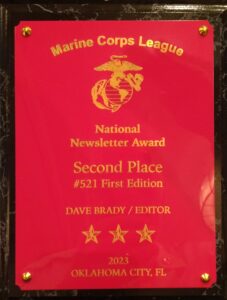 Marine Corps League
National
Newsletter Award
Second Place
#521 First Edition
DAVE BRADY / EDITOR
2023
OKLAHOMA CITY, FL